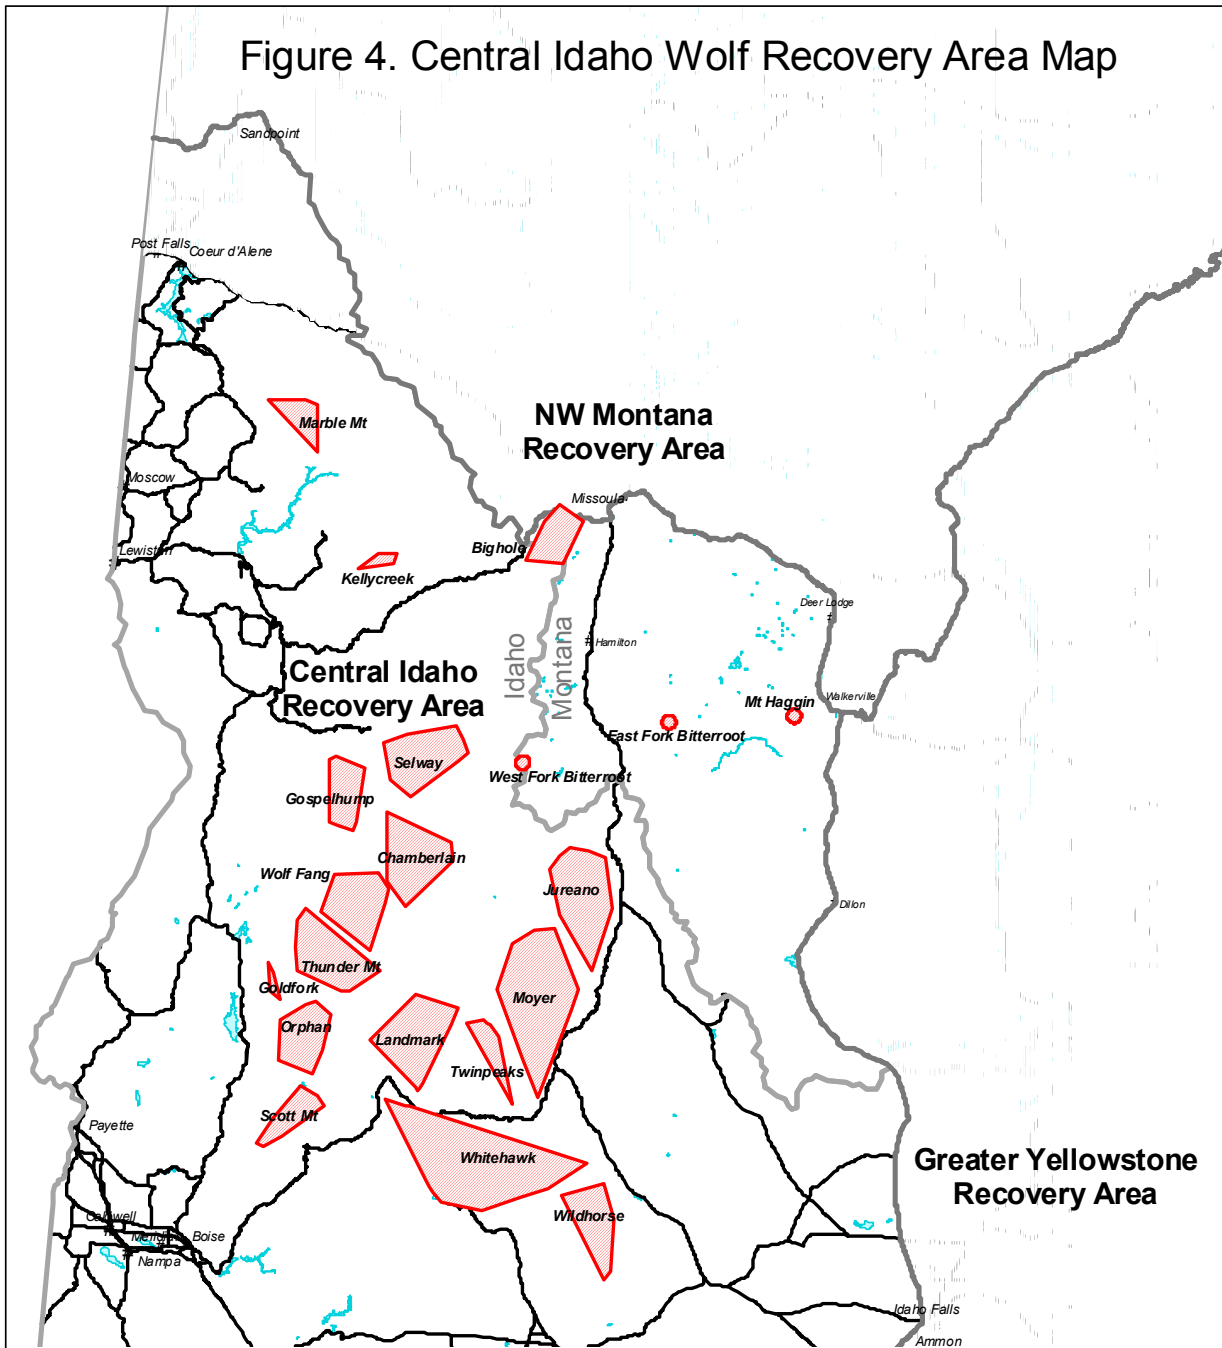 Figure 4. Central Idaho Wolf Recovery Area Map
Sandpoint
Post Falls
Coeur d'Alene
Marble Mt
NW Montana
Recovery Area
Moscow
Missoula
Lewiston
Bighole
Kellycreek
Deer Lodge
Idaho
Montana
Hamilton
Central Idaho
Recovery Area
Mt Haggin
Walkerville
East Fork Bitterroot
Selway
West Fork Bitterroot
Gospelhump
Chamberlain
Wolf Fang
Jureano
Dillon
Thunder Mt
Goldfork
Moyer
Orphan
Landmark
Twinpeaks
Scott Mt
Payette
Whitehawk
Greater Yellowstone
Recovery Area
Wildhorse
Caldwell
Meridian
Boise
Nampa
Idaho Falls
Ammon